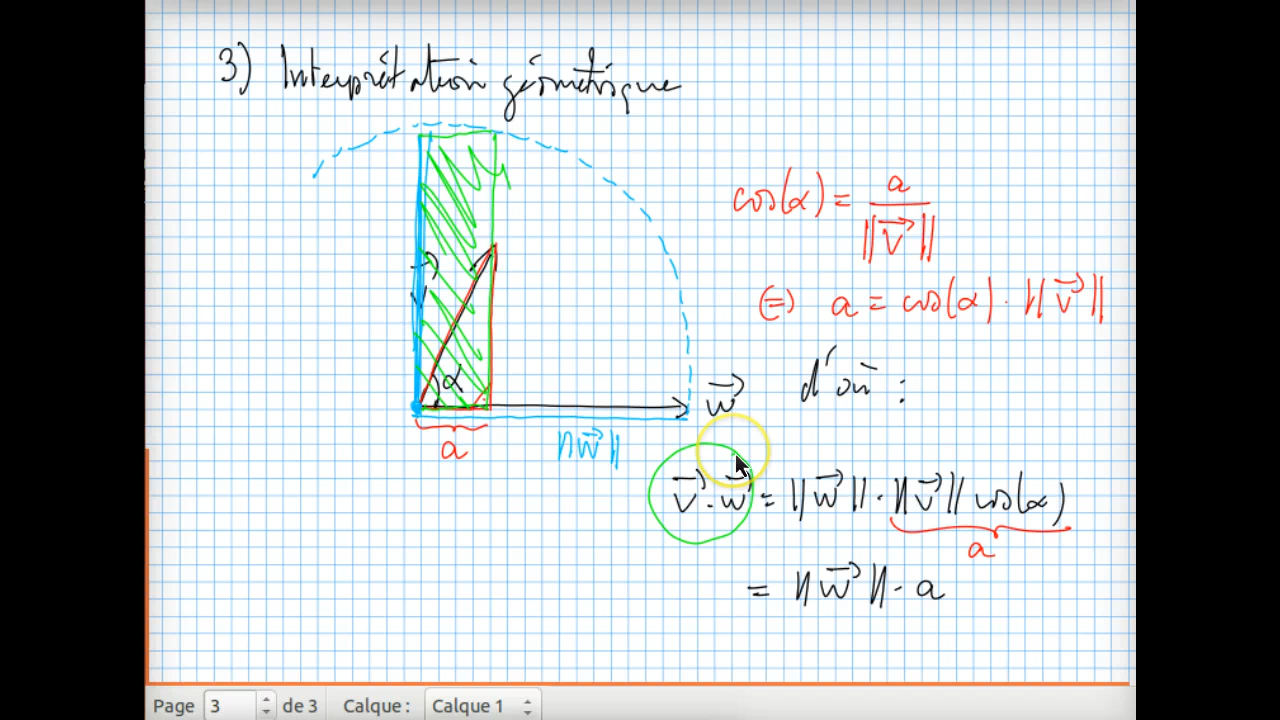 3) Interprétation géométrique
cos(α) = a / ||v⃗||
⟺ a = cos(α) · ||v⃗||
v⃗
α
w⃗
d'où :
a
||w⃗||
v⃗ · w⃗ = ||w⃗|| · ||v⃗|| cos(α)
a
= ||w⃗|| · a
Page 3 de 3 Calque : Calque 1